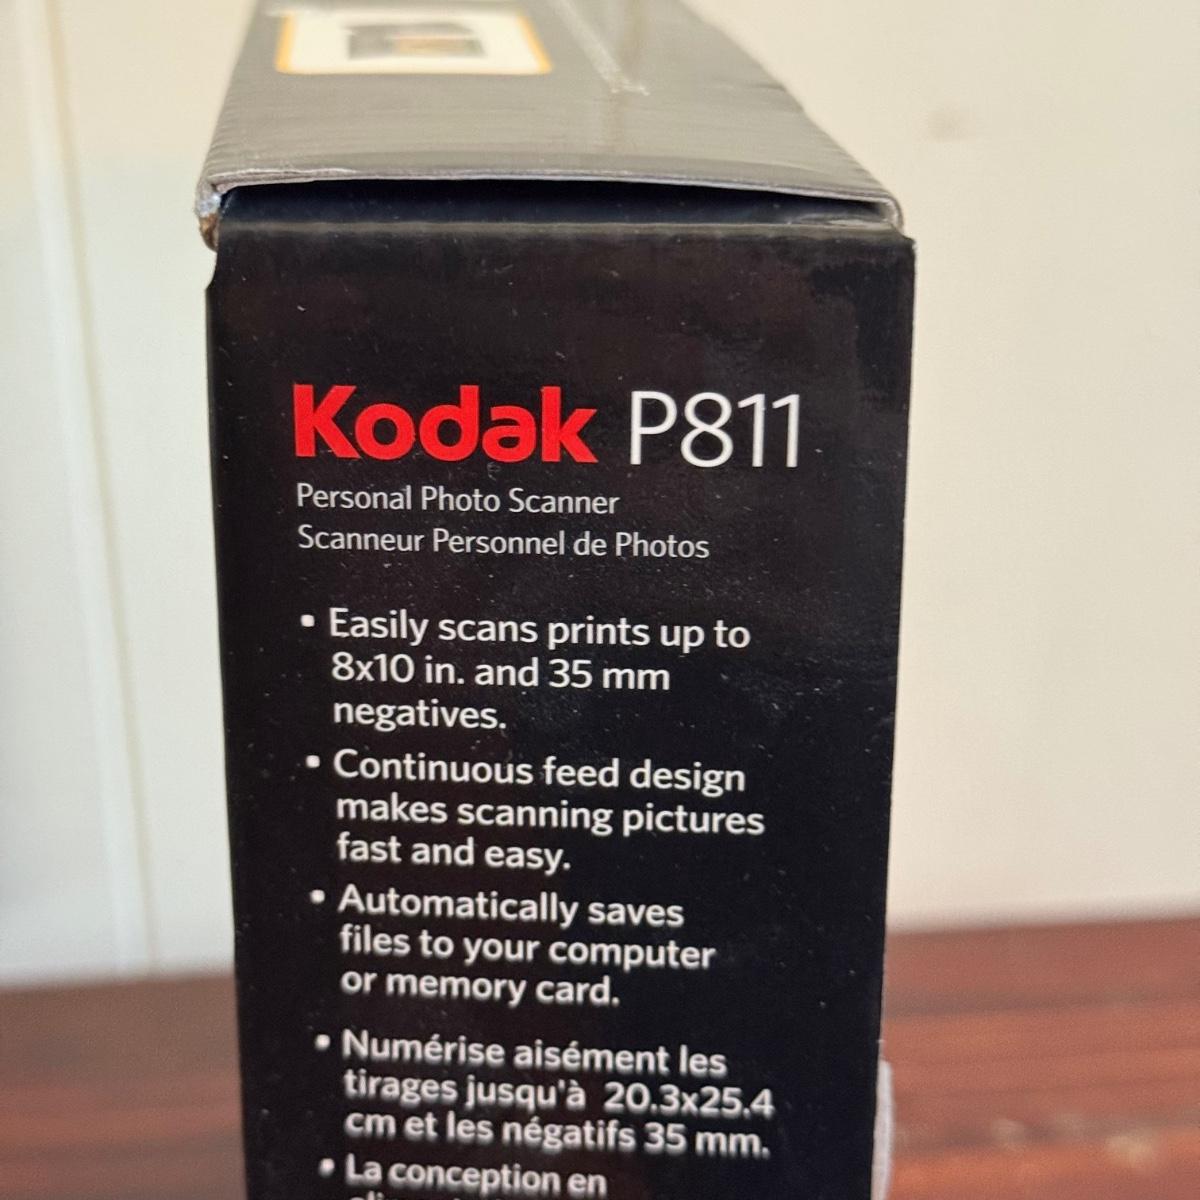 Kodak P811
Personal Photo Scanner
Scanneur Personnel de Photos
• Easily scans prints up to
8x10 in. and 35 mm
negatives.
• Continuous feed design
makes scanning pictures
fast and easy.
• Automatically saves
files to your computer
or memory card.
• Numérise aisément les
tirages jusqu'à 20.3x25.4
cm et les négatifs 35 mm.
• La conception en